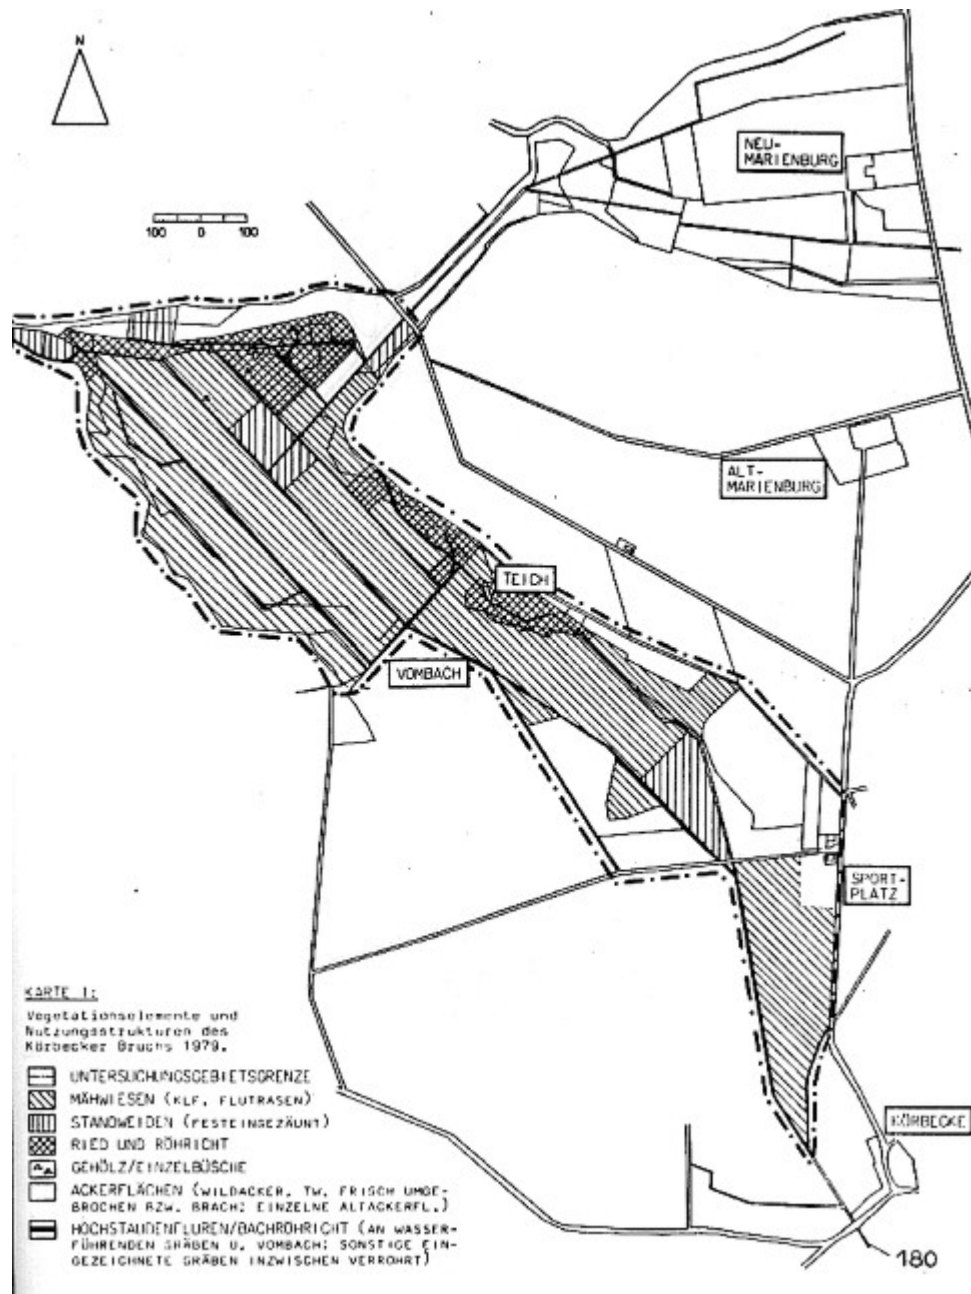 N
NEU-
MARIENBURG
100 0 100
ALT-
MARIENBURG
TEICH
VOMBACH
SPORT-
PLATZ
KARTE 1:
Vegetationselemente und
Nutzungsstrukturen des
Körbecker Bruchs 1979.
UNTERSUCHUNGSGEBIETSGRENZE
MÄHWIESEN (KLF, FLUTRASEN)
STANDWEIDEN (FESTEINGEZÄUNT)
RIED UND RÖHRICHT
GEHÖLZ/EINZELBÜSCHE
ACKERFLÄCHEN (WILDACKER, TW. FRISCH UMGE-
BROCHEN BZW. BRACH; EINZELNE ALTACKERFL.)
HOCHSTAUDENFLUREN/BACHRÖHRICHT (AN WASSER-
FÜHRENDEN GRÄBEN U. VOMBACH; SONSTIGE EIN-
GEZEICHNETE GRÄBEN INZWISCHEN VERROHRT)
KÖRBECKE
180